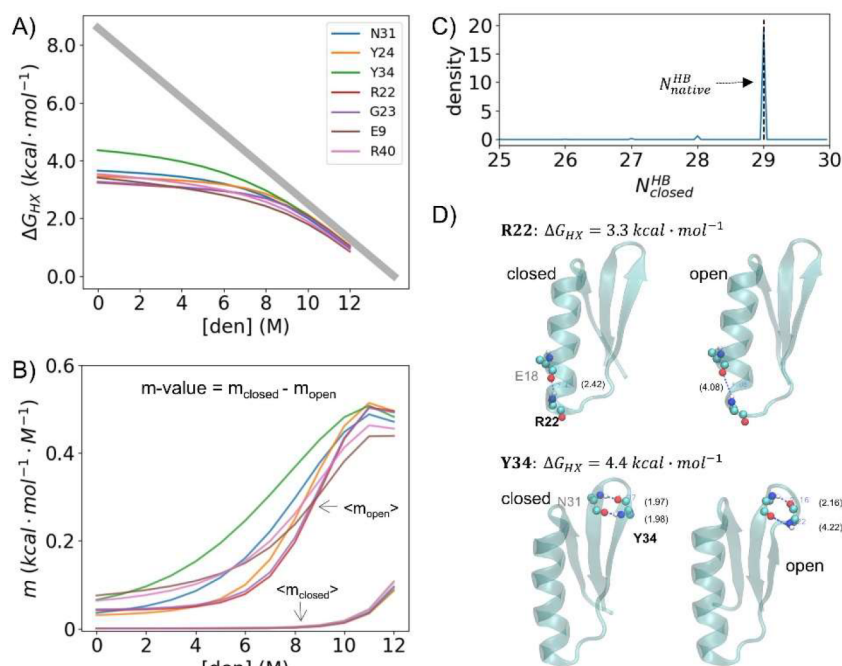 A)
8.0
6.0
4.0
2.0
0.0
ΔG_HX (kcal · mol⁻¹)
N31
Y24
Y34
R22
G23
E9
R40
0 2 4 6 8 10 12 14
[den] (M)
B)
m-value = m_closed - m_open
0.6
0.4
0.2
0
m (kcal · mol⁻¹ · M⁻¹)
<m_open>
<m_closed>
0 2 4 6 8 10 12
[den] (M)
C)
20
15
10
5
0
density
N^HB_native
25 26 27 28 29 30
N^HB_closed
D)
R22: ΔG_HX = 3.3 kcal · mol⁻¹
closed
open
E18
(2.42)
R22
(4.08)
Y34: ΔG_HX = 4.4 kcal · mol⁻¹
closed
N31
(1.97)
(1.98)
Y34
(2.16)
(4.22)
open